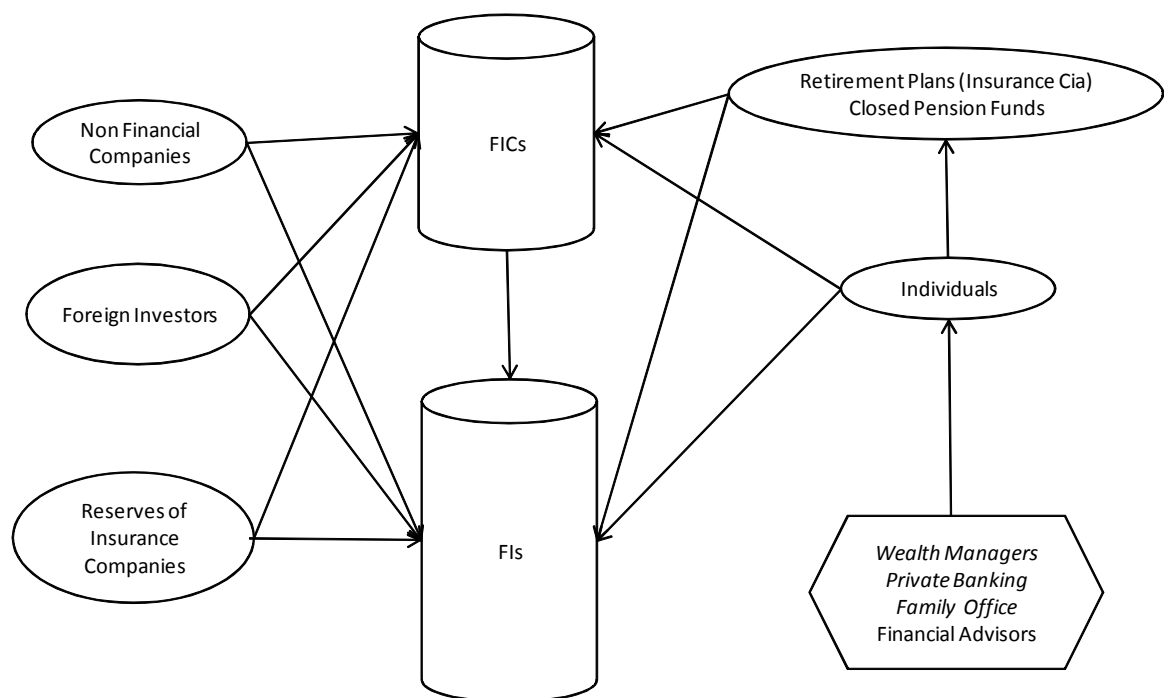 Non Financial
Companies
FICs
Retirement Plans (Insurance Cia)
Closed Pension Funds
Foreign Investors
Individuals
Reserves of
Insurance
Companies
FIs
Wealth Managers
Private Banking
Family Office
Financial Advisors